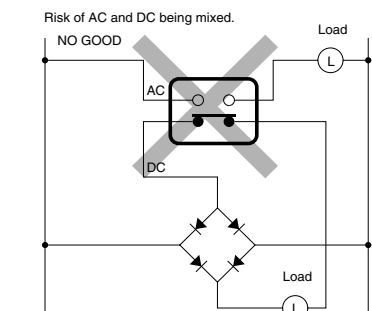 Risk of AC and DC being mixed.
NO GOOD
Load
L
AC
DC
Load
L